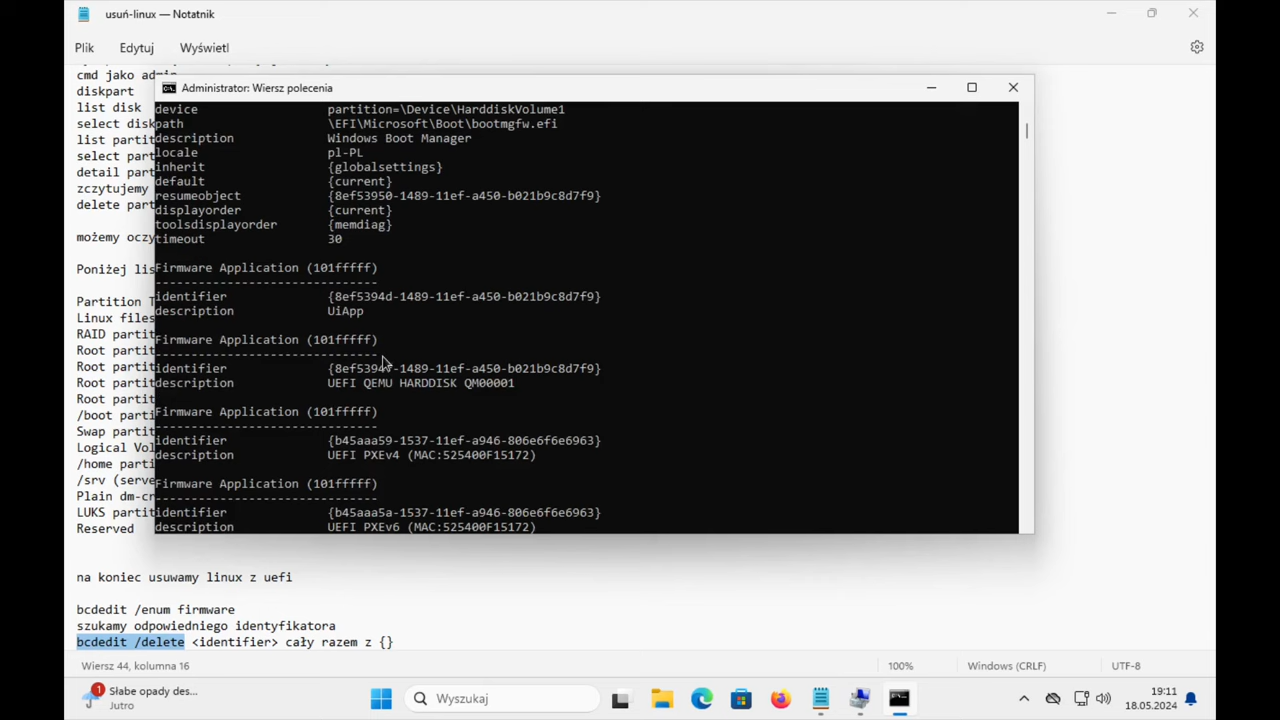 usuń-linux — Notatnik
Plik Edytuj Wyświetl
cmd jako admin
diskpart
list disk
select disk
list partit
select part
detail part
zczytujemy
delete part
możemy oczy
Poniżej lis
Partition T
Linux files
RAID partit
Root partit
Root partit
Root partit
Root partit
/boot parti
Swap partit
Logical Vol
/home parti
/srv (serve
Plain dm-cr
LUKS partit
Reserved
Administrator: Wiersz polecenia
device partition=\Device\HarddiskVolume1
path \EFI\Microsoft\Boot\bootmgfw.efi
description Windows Boot Manager
locale pl-PL
inherit {globalsettings}
default {current}
resumeobject {8ef53950-1489-11ef-a450-b021b9c8d7f9}
displayorder {current}
toolsdisplayorder {memdiag}
timeout 30
Firmware Application (101fffff)
-------------------------------
identifier {8ef5394d-1489-11ef-a450-b021b9c8d7f9}
description UiApp
Firmware Application (101fffff)
-------------------------------
identifier
description UEFI QEMU HARDDISK QM00001
Firmware Application (101fffff)
-------------------------------
identifier {b45aaa59-1537-11ef-a946-806e6f6e6963}
description UEFI PXEv4 (MAC:525400F15172)
Firmware Application (101fffff)
-------------------------------
identifier {b45aaa5a-1537-11ef-a946-806e6f6e6963}
description UEFI PXEv6 (MAC:525400F15172)
na koniec usuwamy linux z uefi
bcdedit /enum firmware
szukamy odpowiedniego identyfikatora
bcdedit /delete <identifier> cały razem z {}
Wiersz 44, kolumna 16 100% Windows (CRLF) UTF-8
1 Słabe opady des...
Jutro
Wyszukaj
19:11
18.05.2024